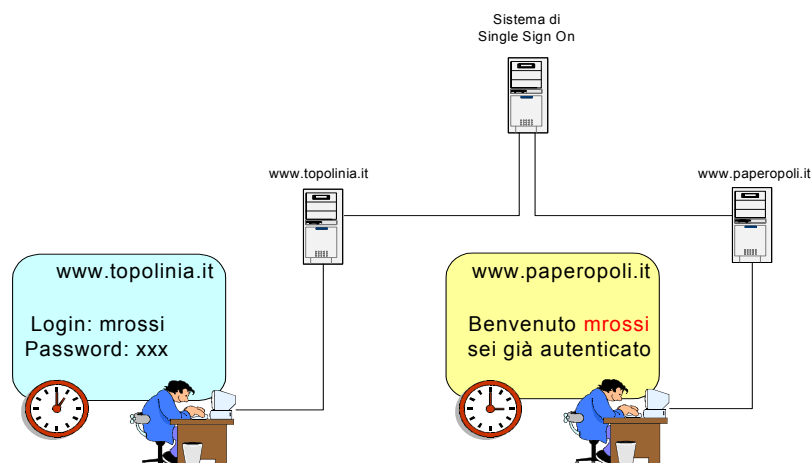 Sistema di
Single Sign On
www.topolinia.it
www.paperopoli.it
www.topolinia.it
Login: mrossi
Password: xxx
www.paperopoli.it
Benvenuto mrossi
sei già autenticato